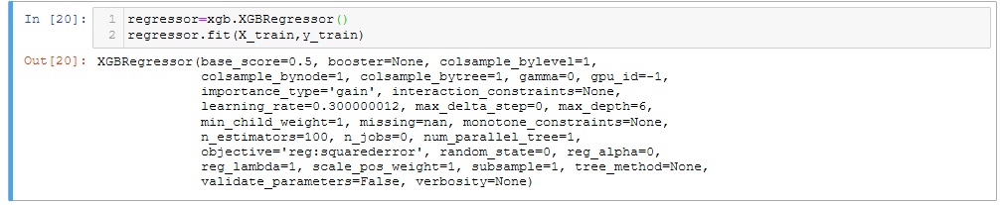 In [20]: 1 regressor=xgb.XGBRegressor()
2 regressor.fit(X_train,y_train)
Out[20]: XGBRegressor(base_score=0.5, booster=None, colsample_bylevel=1,
colsample_bynode=1, colsample_bytree=1, gamma=0, gpu_id=-1,
importance_type='gain', interaction_constraints=None,
learning_rate=0.300000012, max_delta_step=0, max_depth=6,
min_child_weight=1, missing=nan, monotone_constraints=None,
n_estimators=100, n_jobs=0, num_parallel_tree=1,
objective='reg:squarederror', random_state=0, reg_alpha=0,
reg_lambda=1, scale_pos_weight=1, subsample=1, tree_method=None,
validate_parameters=False, verbosity=None)